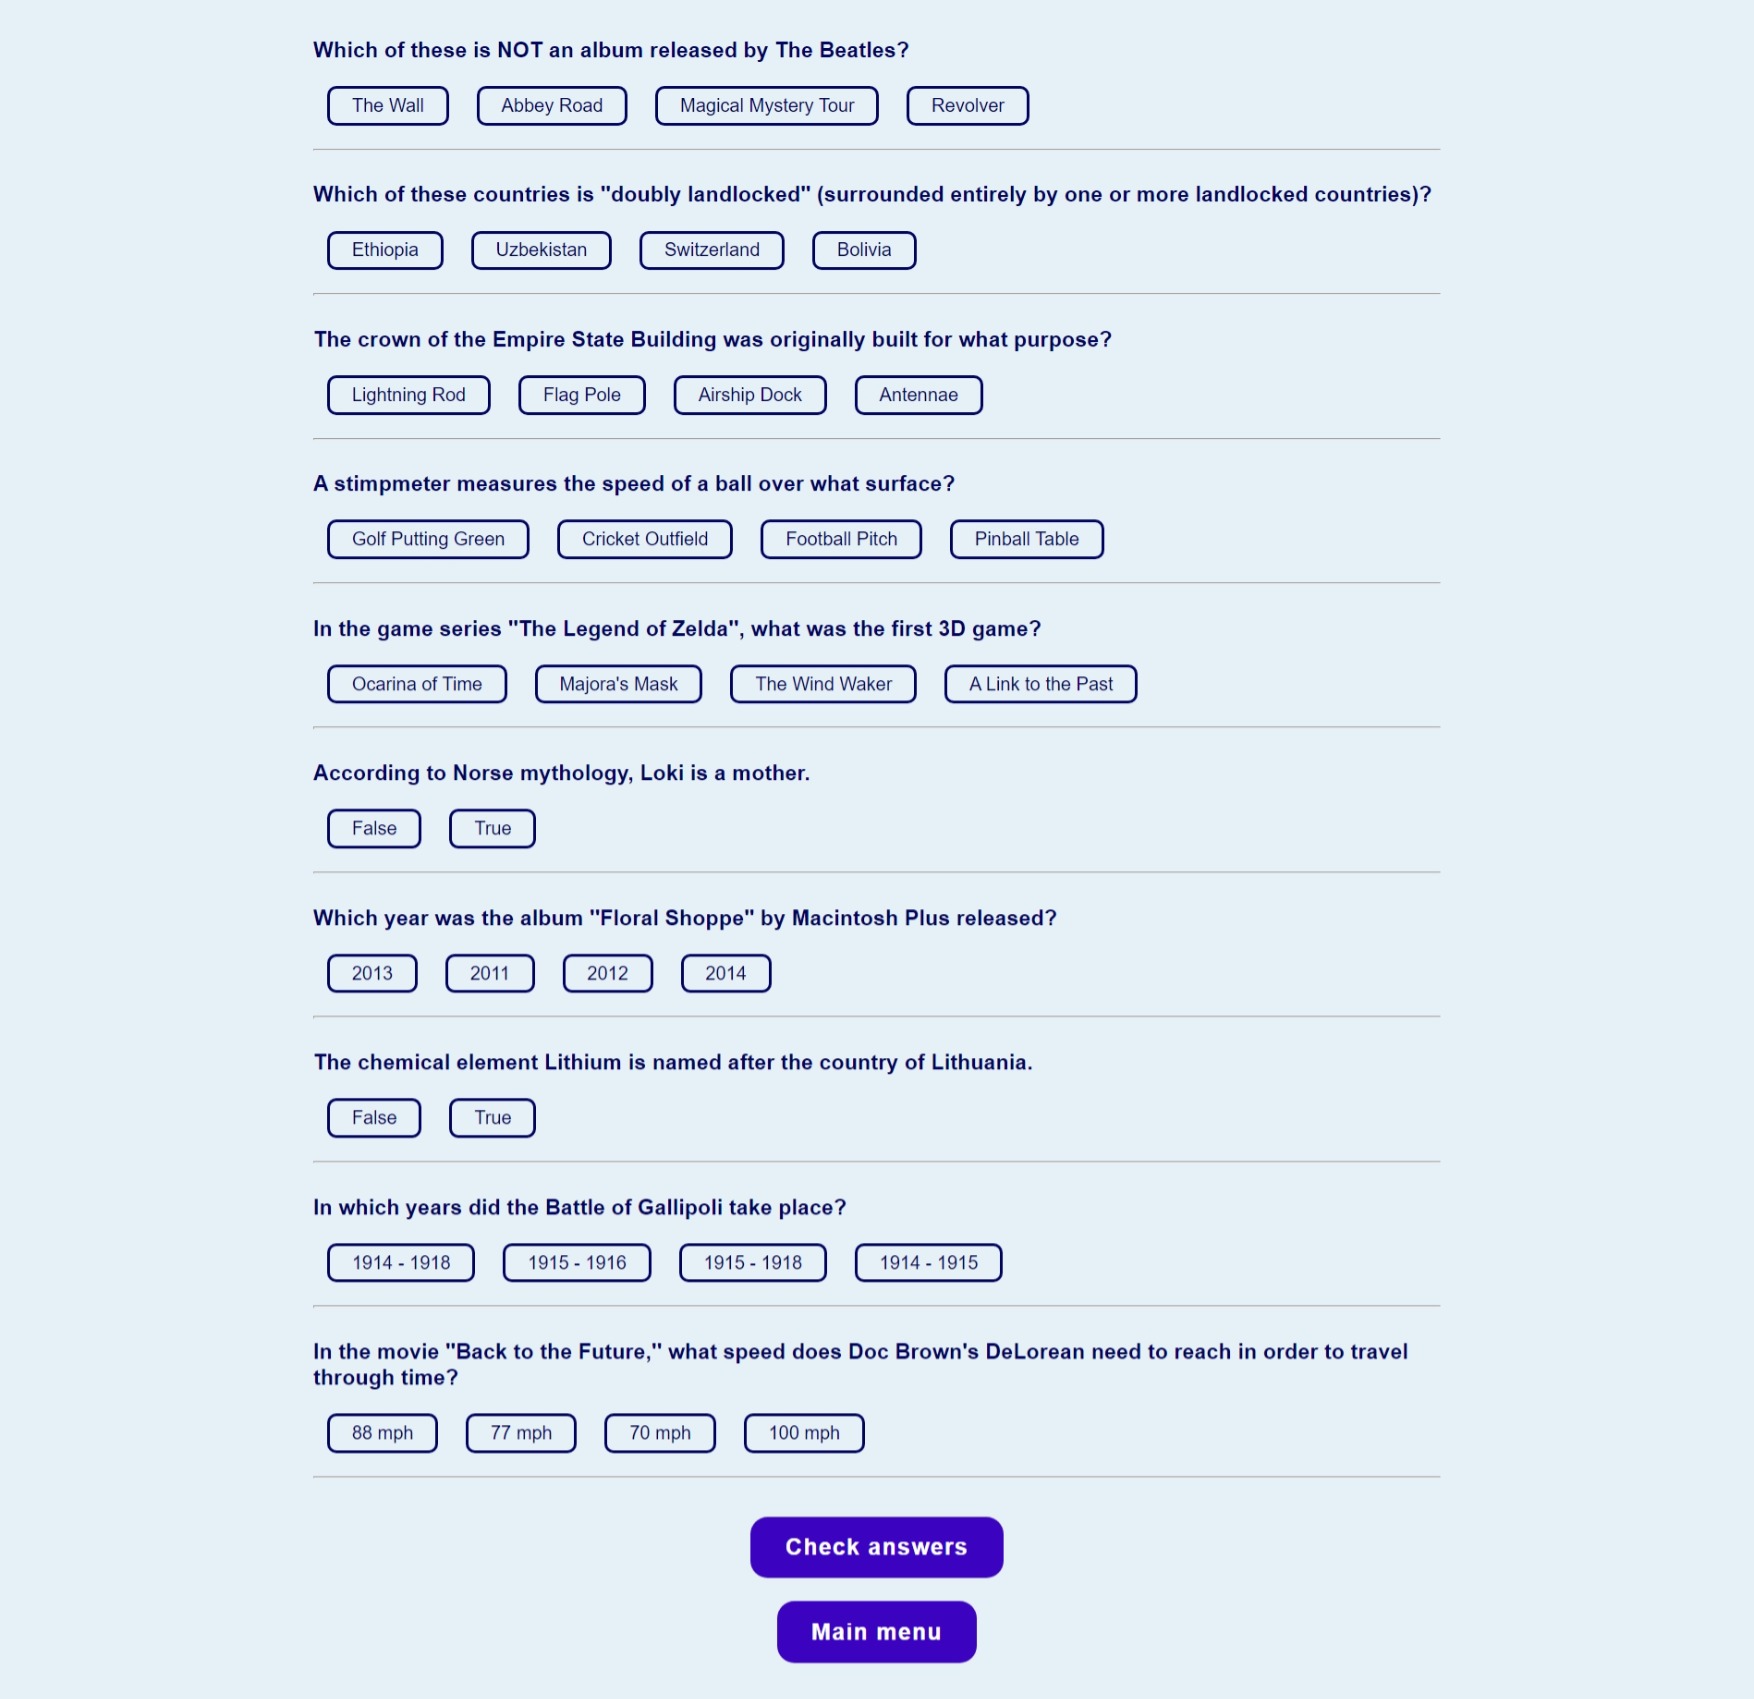 Which of these is NOT an album released by The Beatles?
The Wall Abbey Road Magical Mystery Tour Revolver
Which of these countries is "doubly landlocked" (surrounded entirely by one or more landlocked countries)?
Ethiopia Uzbekistan Switzerland Bolivia
The crown of the Empire State Building was originally built for what purpose?
Lightning Rod Flag Pole Airship Dock Antennae
A stimpmeter measures the speed of a ball over what surface?
Golf Putting Green Cricket Outfield Football Pitch Pinball Table
In the game series "The Legend of Zelda", what was the first 3D game?
Ocarina of Time Majora's Mask The Wind Waker A Link to the Past
According to Norse mythology, Loki is a mother.
False True
Which year was the album "Floral Shoppe" by Macintosh Plus released?
2013 2011 2012 2014
The chemical element Lithium is named after the country of Lithuania.
False True
In which years did the Battle of Gallipoli take place?
1914 - 1918 1915 - 1916 1915 - 1918 1914 - 1915
In the movie "Back to the Future," what speed does Doc Brown's DeLorean need to reach in order to travel
through time?
88 mph 77 mph 70 mph 100 mph
Check answers
Main menu